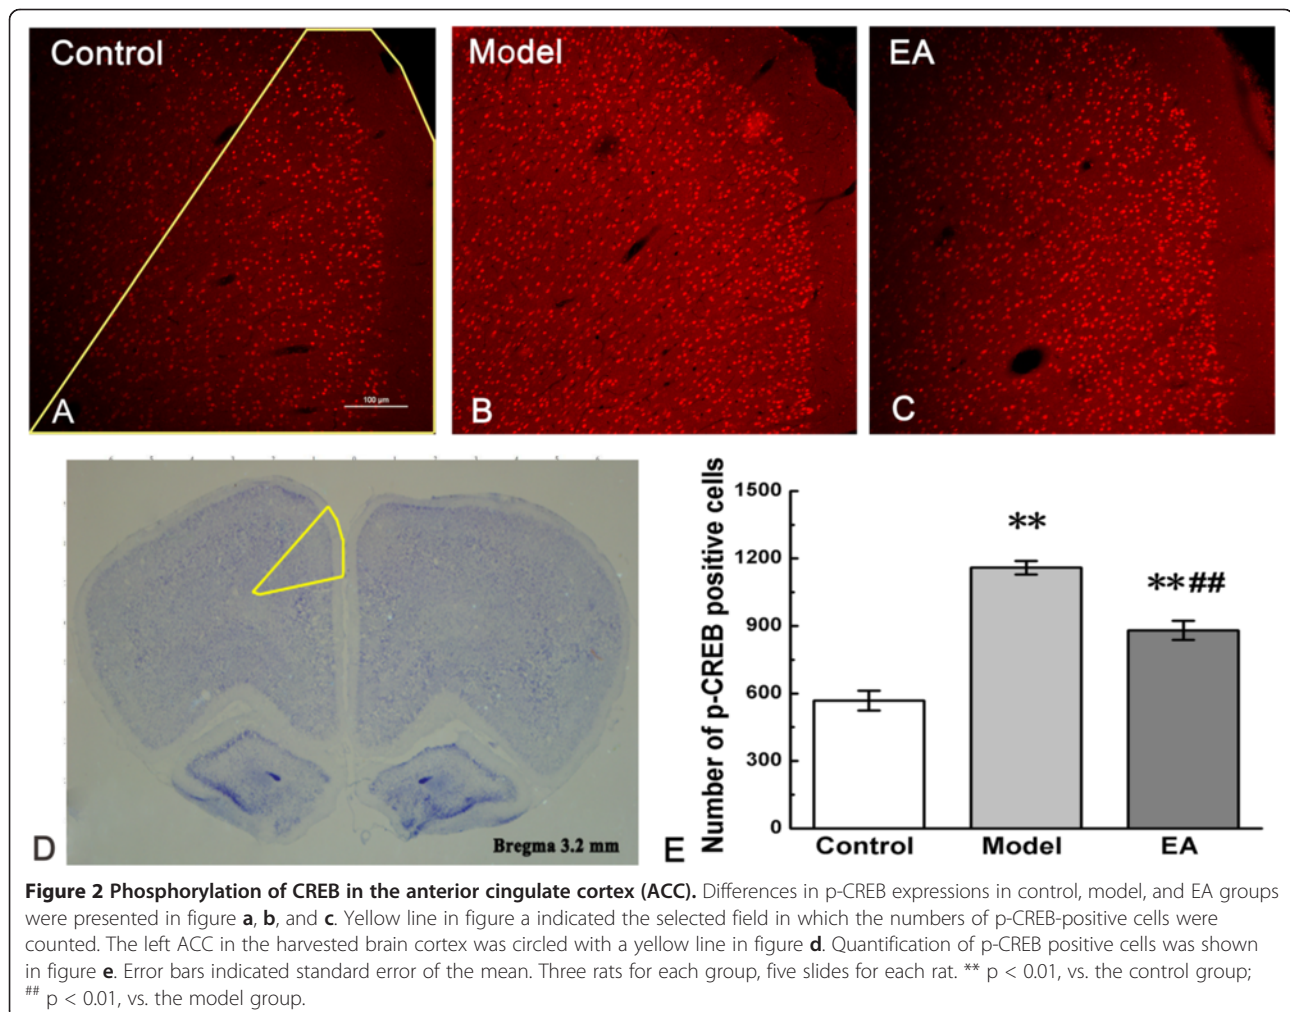 Control
Model
EA
100 µm
A
B
C
D
Bregma 3.2 mm
E
Number of p-CREB positive cells
1500
1200
900
600
300
0
**
**##
Control Model EA
Figure 2 Phosphorylation of CREB in the anterior cingulate cortex (ACC). Differences in p-CREB expressions in control, model, and EA groups
were presented in figure a, b, and c. Yellow line in figure a indicated the selected field in which the numbers of p-CREB-positive cells were
counted. The left ACC in the harvested brain cortex was circled with a yellow line in figure d. Quantification of p-CREB positive cells was shown
in figure e. Error bars indicated standard error of the mean. Three rats for each group, five slides for each rat. ** p < 0.01, vs. the control group;
## p < 0.01, vs. the model group.